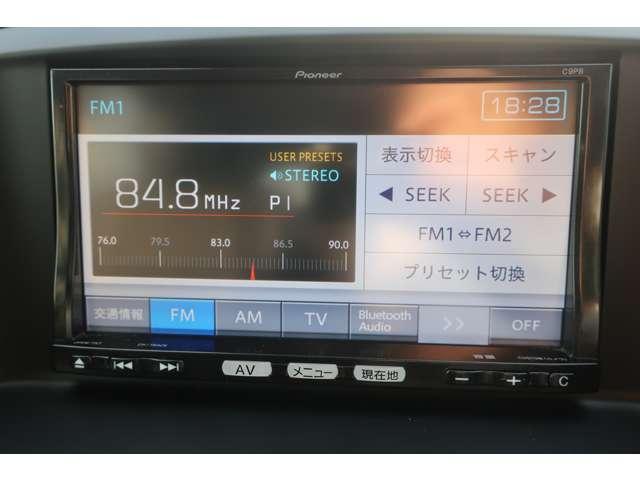 Pioneer
C9P8
FM1
18:28
USER PRESETS
STEREO
84.8 MHz P1
76.0 79.5 83.0 86.5 90.0
表示切換
スキャン
◀ SEEK
SEEK ▶
FM1⇔FM2
プリセット切換
交通情報
FM
AM
TV
Bluetooth
Audio
>>
OFF
AV
メニュー
現在地
− + C